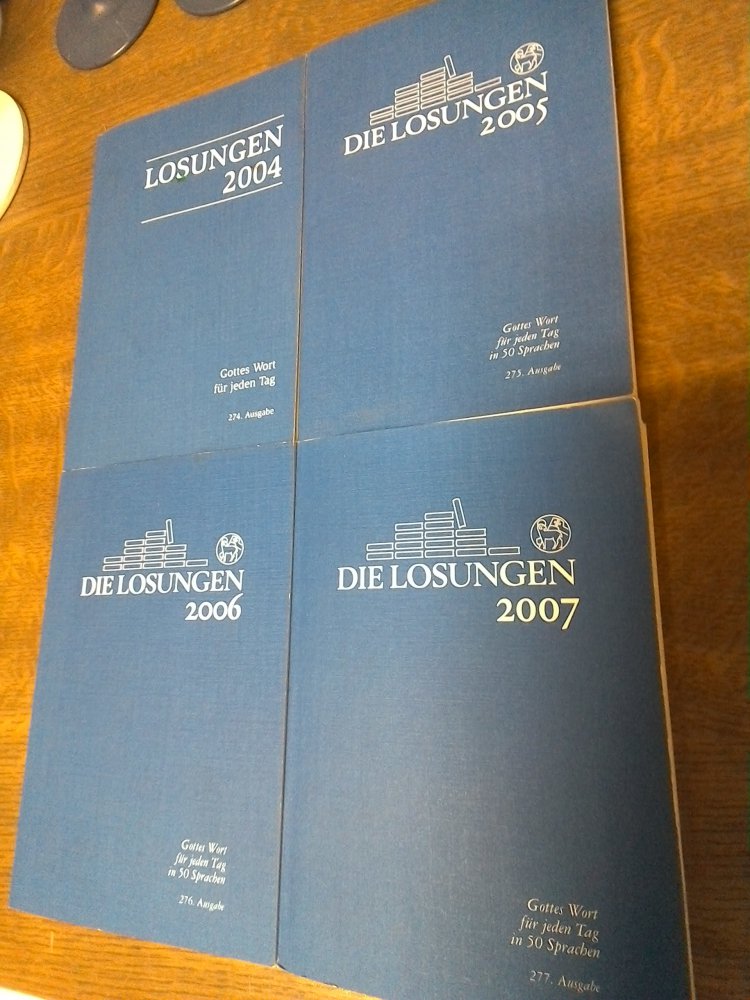 LOSUNGEN
2004
Gottes Wort
für jeden Tag
274. Ausgabe
DIE LOSUNGEN
2005
Gottes Wort
für jeden Tag
in 50 Sprachen
275. Ausgabe
DIE LOSUNGEN
2006
Gottes Wort
für jeden Tag
in 50 Sprachen
276. Ausgabe
DIE LOSUNGEN
2007
Gottes Wort
für jeden Tag
in 50 Sprachen
277. Ausgabe